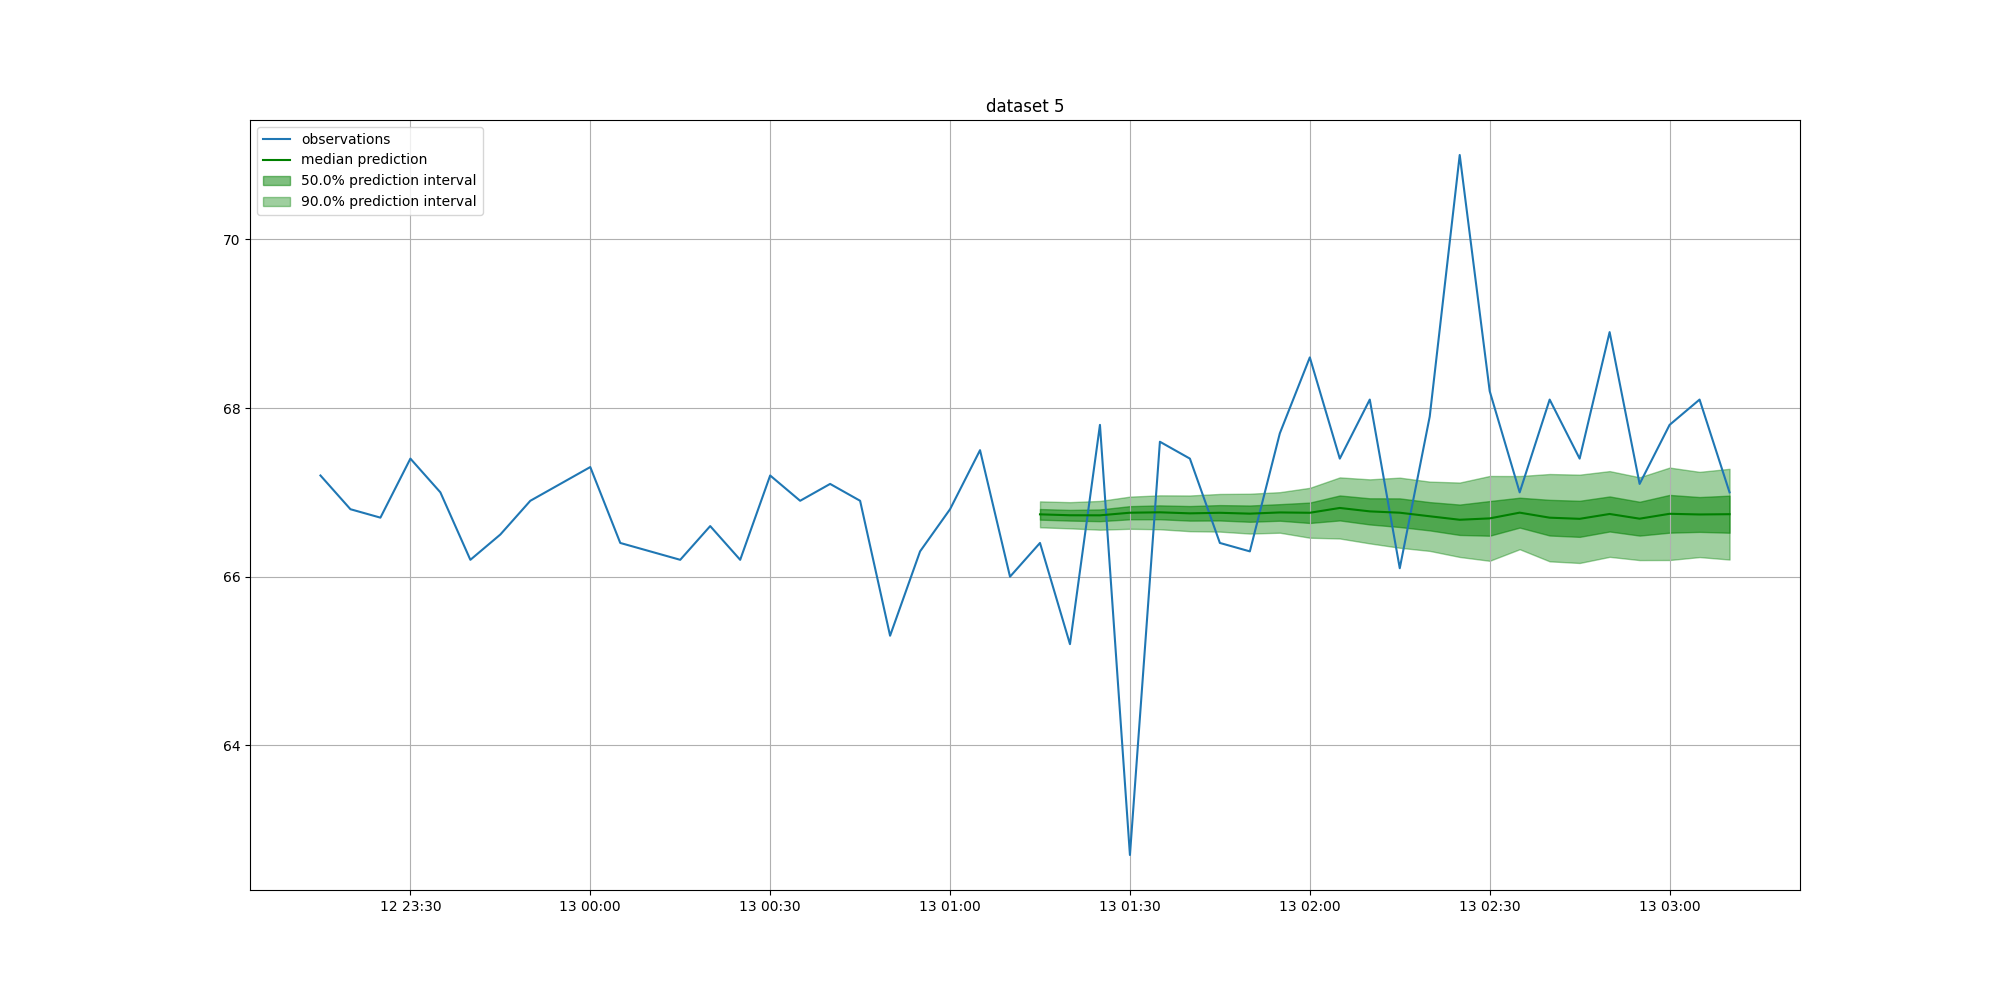 dataset 5
observations
median prediction
50.0% prediction interval
90.0% prediction interval
70
68
66
64
12 23:30
13 00:00
13 00:30
13 01:00
13 01:30
13 02:00
13 02:30
13 03:00